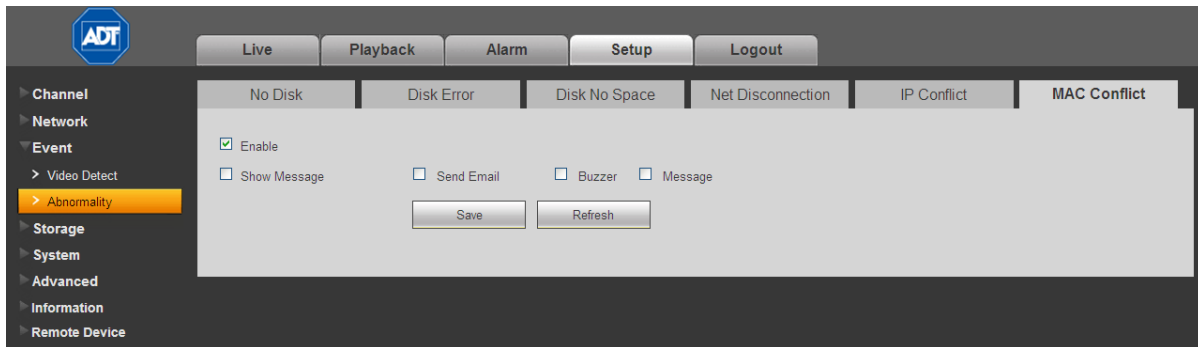 ADT
Live Playback Alarm Setup Logout
Channel
Network
Event
> Video Detect
> Abnormality
Storage
System
Advanced
Information
Remote Device
No Disk Disk Error Disk No Space Net Disconnection IP Conflict MAC Conflict
Enable
Show Message Send Email Buzzer Message
Save Refresh